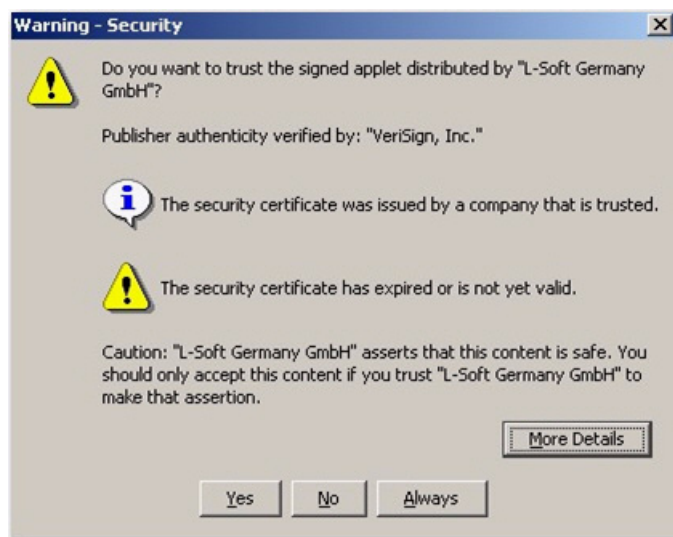 Warning - Security
Do you want to trust the signed applet distributed by "L-Soft Germany
GmbH"?
Publisher authenticity verified by: "VeriSign, Inc."
The security certificate was issued by a company that is trusted.
The security certificate has expired or is not yet valid.
Caution: "L-Soft Germany GmbH" asserts that this content is safe. You
should only accept this content if you trust "L-Soft Germany GmbH" to
make that assertion.
More Details
Yes No Always